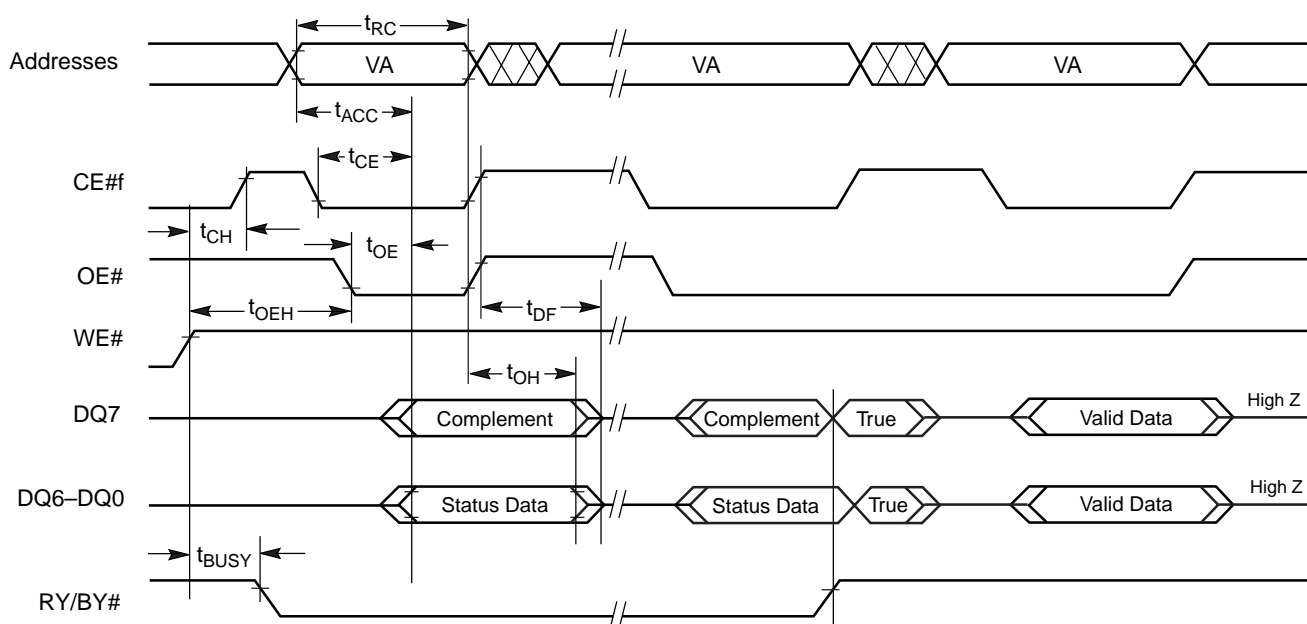 tRC
Addresses VA VA VA
tACC
tCE
CE#f
tCH tOE
OE#
tOEH tDF
WE#
tOH
DQ7 Complement Complement True Valid Data High Z
DQ6–DQ0 Status Data Status Data True Valid Data High Z
tBUSY
RY/BY#